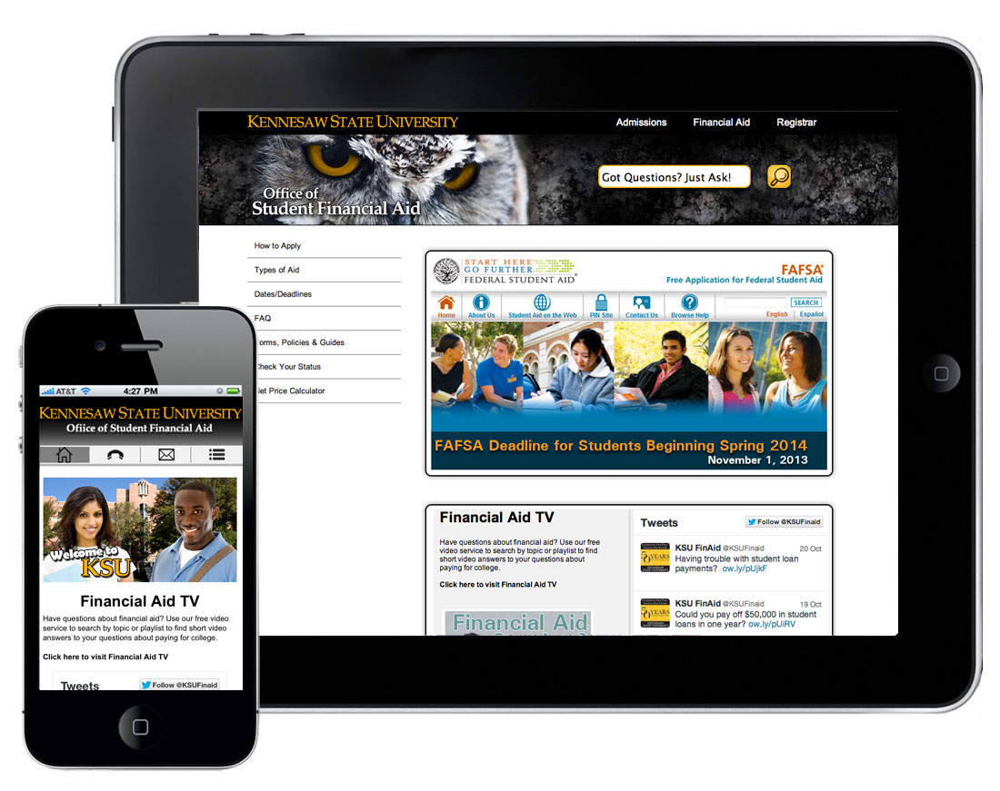 KENNESAW STATE UNIVERSITY
Admissions
Financial Aid
Registrar
Office of
Student Financial Aid
Got Questions? Just Ask!
How to Apply
Types of Aid
Dates/Deadlines
FAQ
orms, Policies & Guides
Check Your Status
et Price Calculator
START HERE
GO FURTHER
FEDERAL STUDENT AID®
FAFSA®
Free Application for Federal Student Aid
Home
About Us
Student Aid on the Web
PIN Site
Contact Us
Browse Help
SEARCH
English
Español
FAFSA Deadline for Students Beginning Spring 2014
November 1, 2013
Financial Aid TV
Have questions about financial aid? Use our free
video service to search by topic or playlist to find
short video answers to your questions about
paying for college.
Click here to visit Financial Aid TV
Financial Aid
Tweets
Follow @KSUFinaid
KSU FinAid @KSUFinaid 20 Oct
Having trouble with student loan
payments? ow.ly/pUjkF
50 YEARS
KSU FinAid @KSUFinaid 19 Oct
Could you pay off $50,000 in student
loans in one year? ow.ly/pUiRV
50 YEARS
AT&T 4:27 PM
KENNESAW STATE UNIVERSITY
Office of Student Financial Aid
Welcome to
KSU
Financial Aid TV
Have questions about financial aid? Use our free video
service to search by topic or playlist to find short video
answers to your questions about paying for college.
Click here to visit Financial Aid TV
Tweets
Follow @KSUFinaid